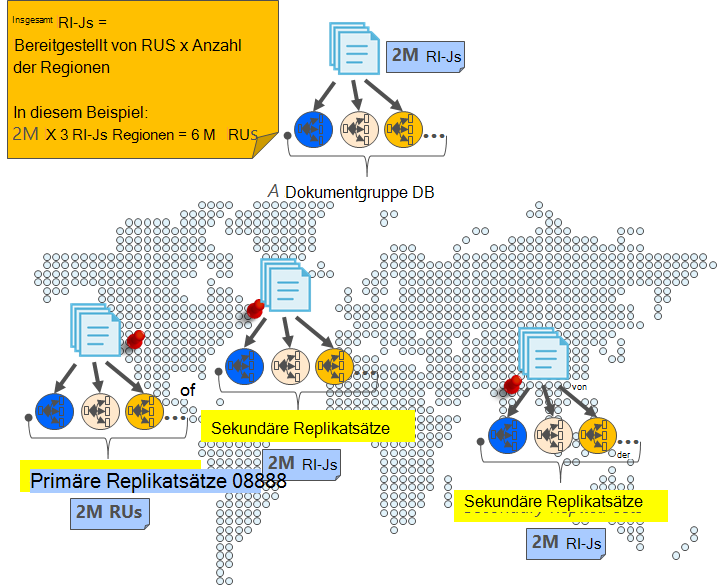 Insgesamt RI-Js =
Bereitgestellt von RUS x Anzahl
der Regionen
In diesem Beispiel:
2M X 3 RI-Js Regionen = 6 M RUs
2M RI-Js
A Dokumentgruppe DB
of
Sekundäre Replikatsätze
2M RI-Js
Primäre Replikatsätze 08888
2M RUs
von
der
Sekundäre Replikatsätze
2M RI-Js